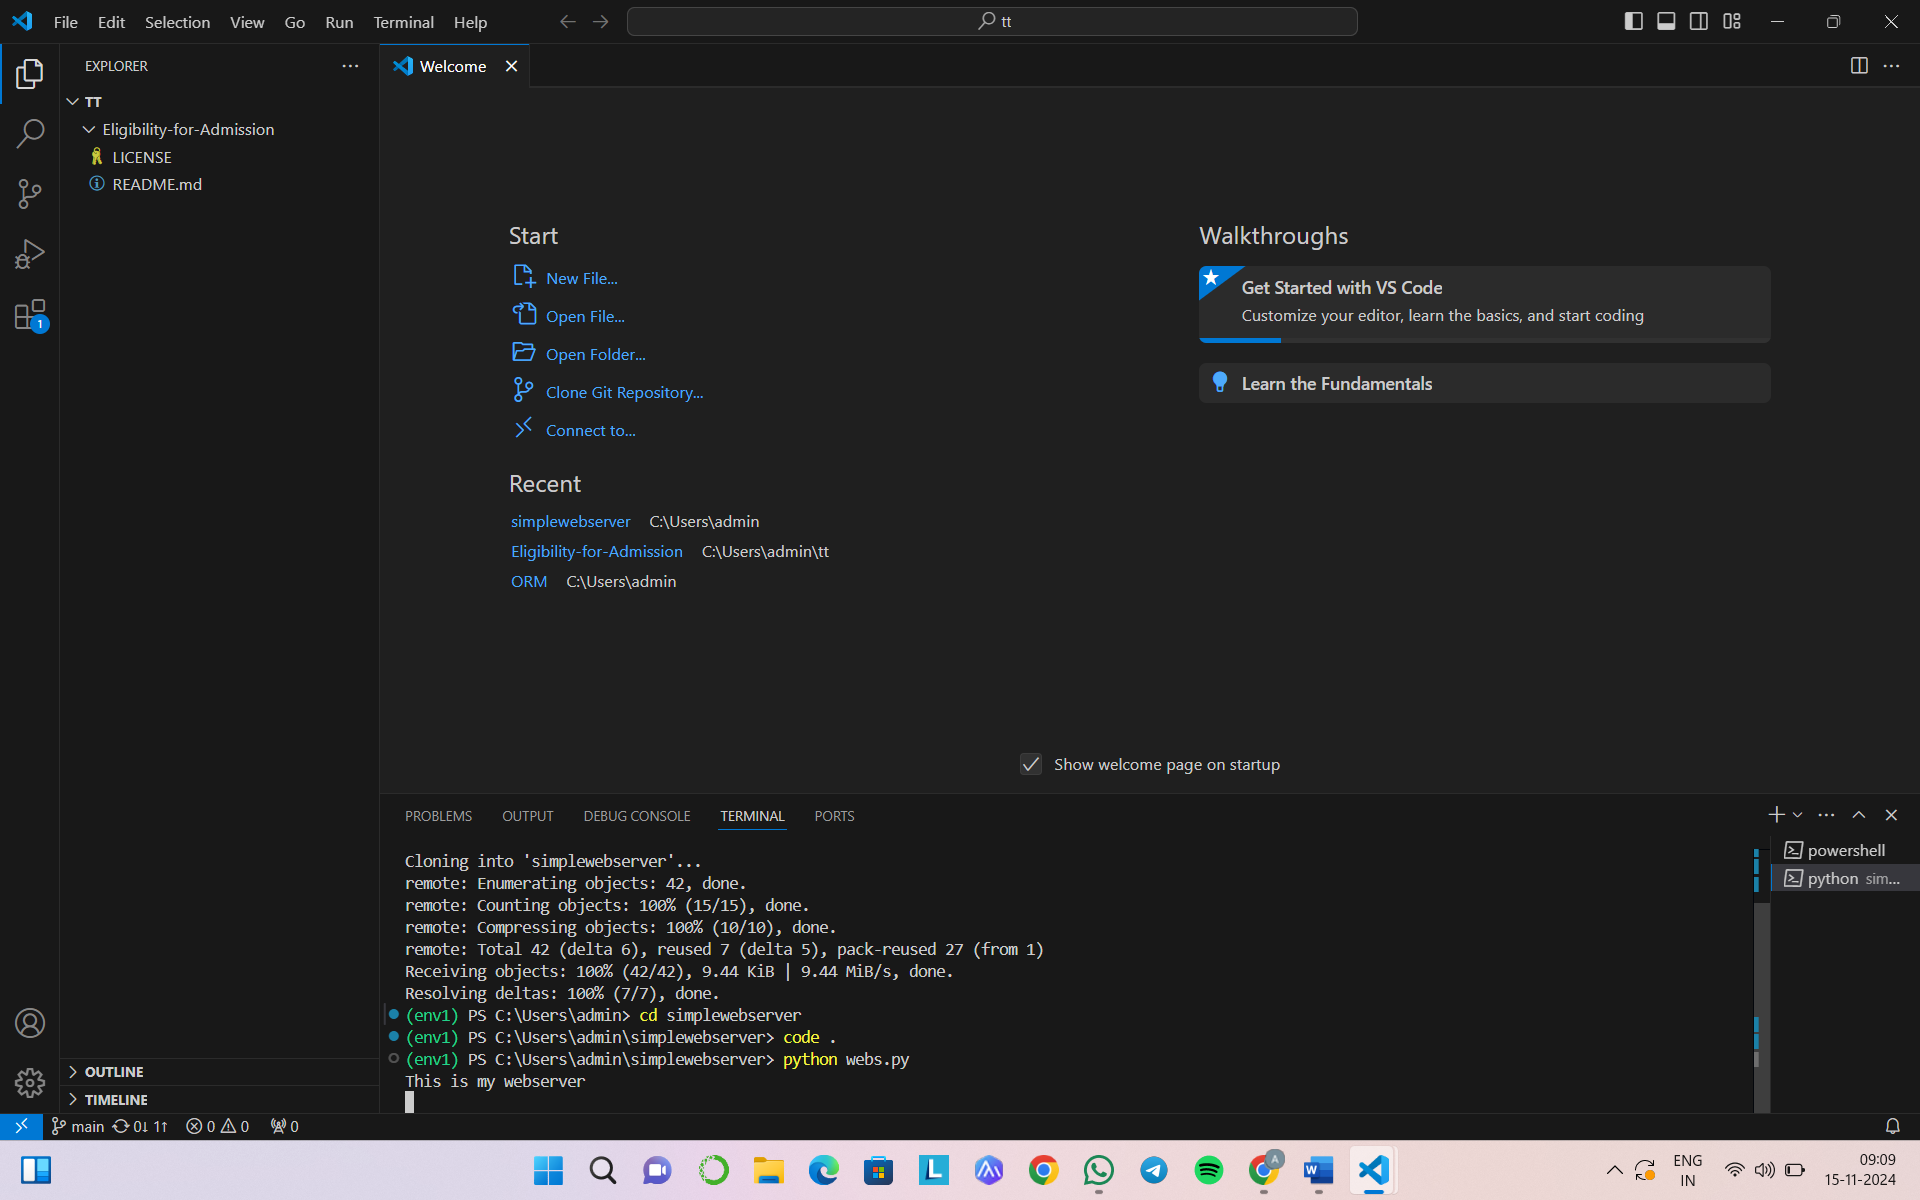 File Edit Selection View Go Run Terminal Help
tt
EXPLORER
Welcome
TT
Eligibility-for-Admission
LICENSE
README.md
Start
New File...
Open File...
Open Folder...
Clone Git Repository...
Connect to...
Recent
simplewebserver C:\Users\admin
Eligibility-for-Admission C:\Users\admin\tt
ORM C:\Users\admin
Walkthroughs
Get Started with VS Code
Customize your editor, learn the basics, and start coding
Learn the Fundamentals
Show welcome page on startup
PROBLEMS OUTPUT DEBUG CONSOLE TERMINAL PORTS
Cloning into 'simplewebserver'...
remote: Enumerating objects: 42, done.
remote: Counting objects: 100% (15/15), done.
remote: Compressing objects: 100% (10/10), done.
remote: Total 42 (delta 6), reused 7 (delta 5), pack-reused 27 (from 1)
Receiving objects: 100% (42/42), 9.44 KiB | 9.44 MiB/s, done.
Resolving deltas: 100% (7/7), done.
(env1) PS C:\Users\admin> cd simplewebserver
(env1) PS C:\Users\admin\simplewebserver> code .
(env1) PS C:\Users\admin\simplewebserver> python webs.py
This is my webserver
powershell
python sim...
1
OUTLINE
TIMELINE
main 0↓ 1↑ 0 0 0
L
A
W
ENG
IN
09:09
15-11-2024